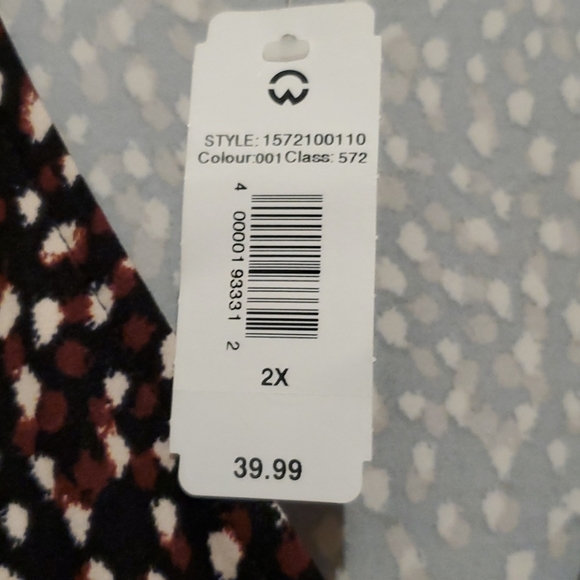 STYLE: 1572100110
Colour:001 Class: 572
4 00001 93331 2
2X
39.99